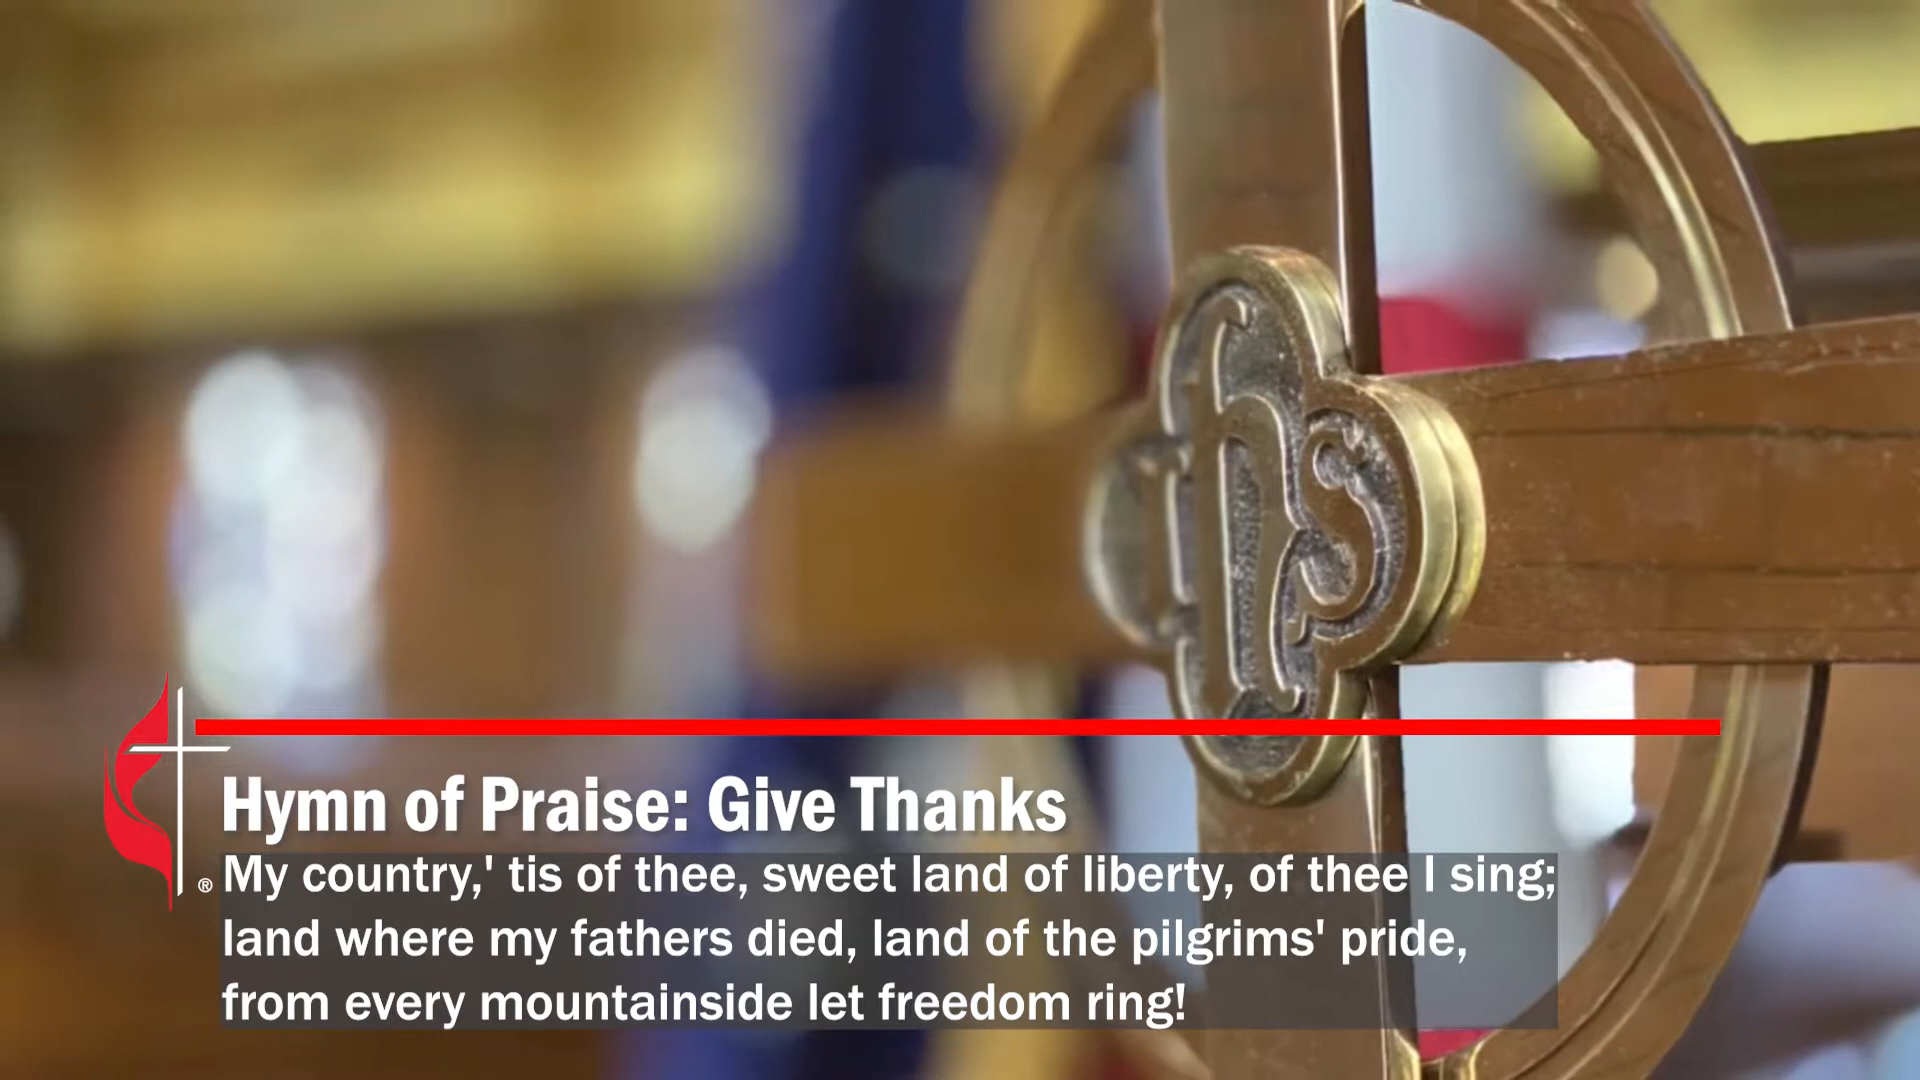 ihs
Hymn of Praise: Give Thanks
® My country,' tis of thee, sweet land of liberty, of thee I sing;
land where my fathers died, land of the pilgrims' pride,
from every mountainside let freedom ring!